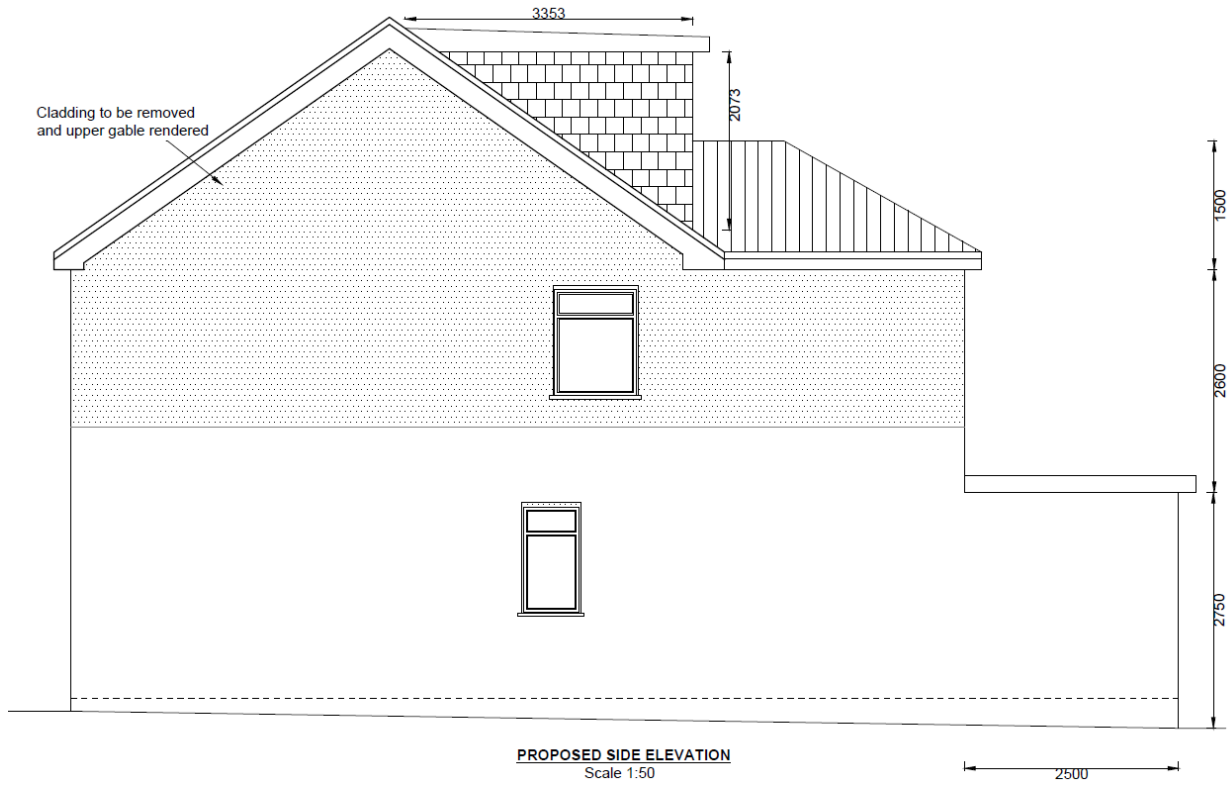 3353
Cladding to be removed
and upper gable rendered
2073
1500
2600
2750
PROPOSED SIDE ELEVATION
Scale 1:50
2500